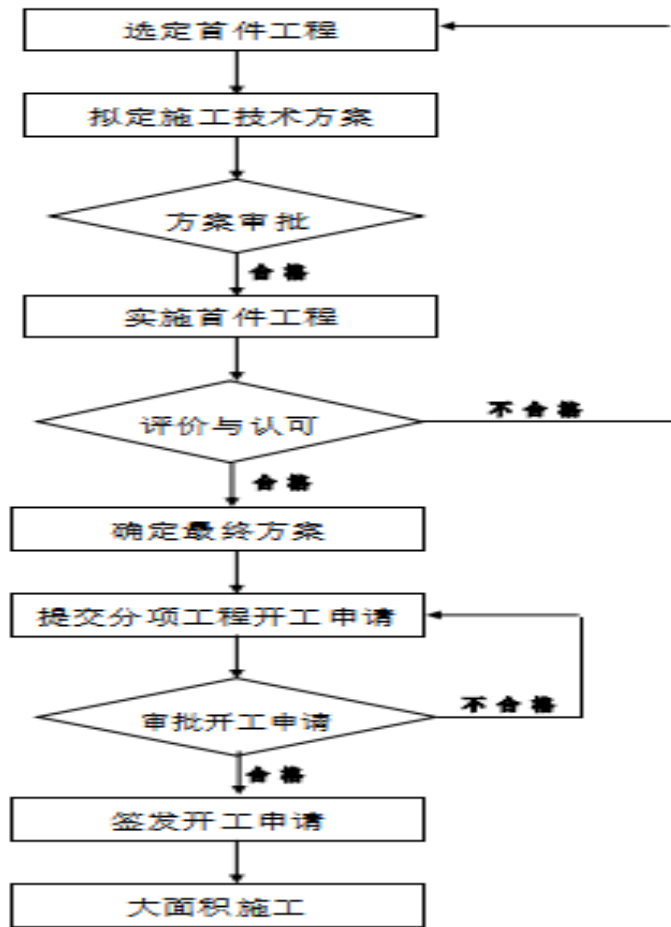 选定首件工程
拟定施工技术方案
方案审批
合格
实施首件工程
评价与认可
不合格
合格
确定最终方案
提交分项工程开工申请
审批开工申请
不合格
合格
签发开工申请
大面积施工